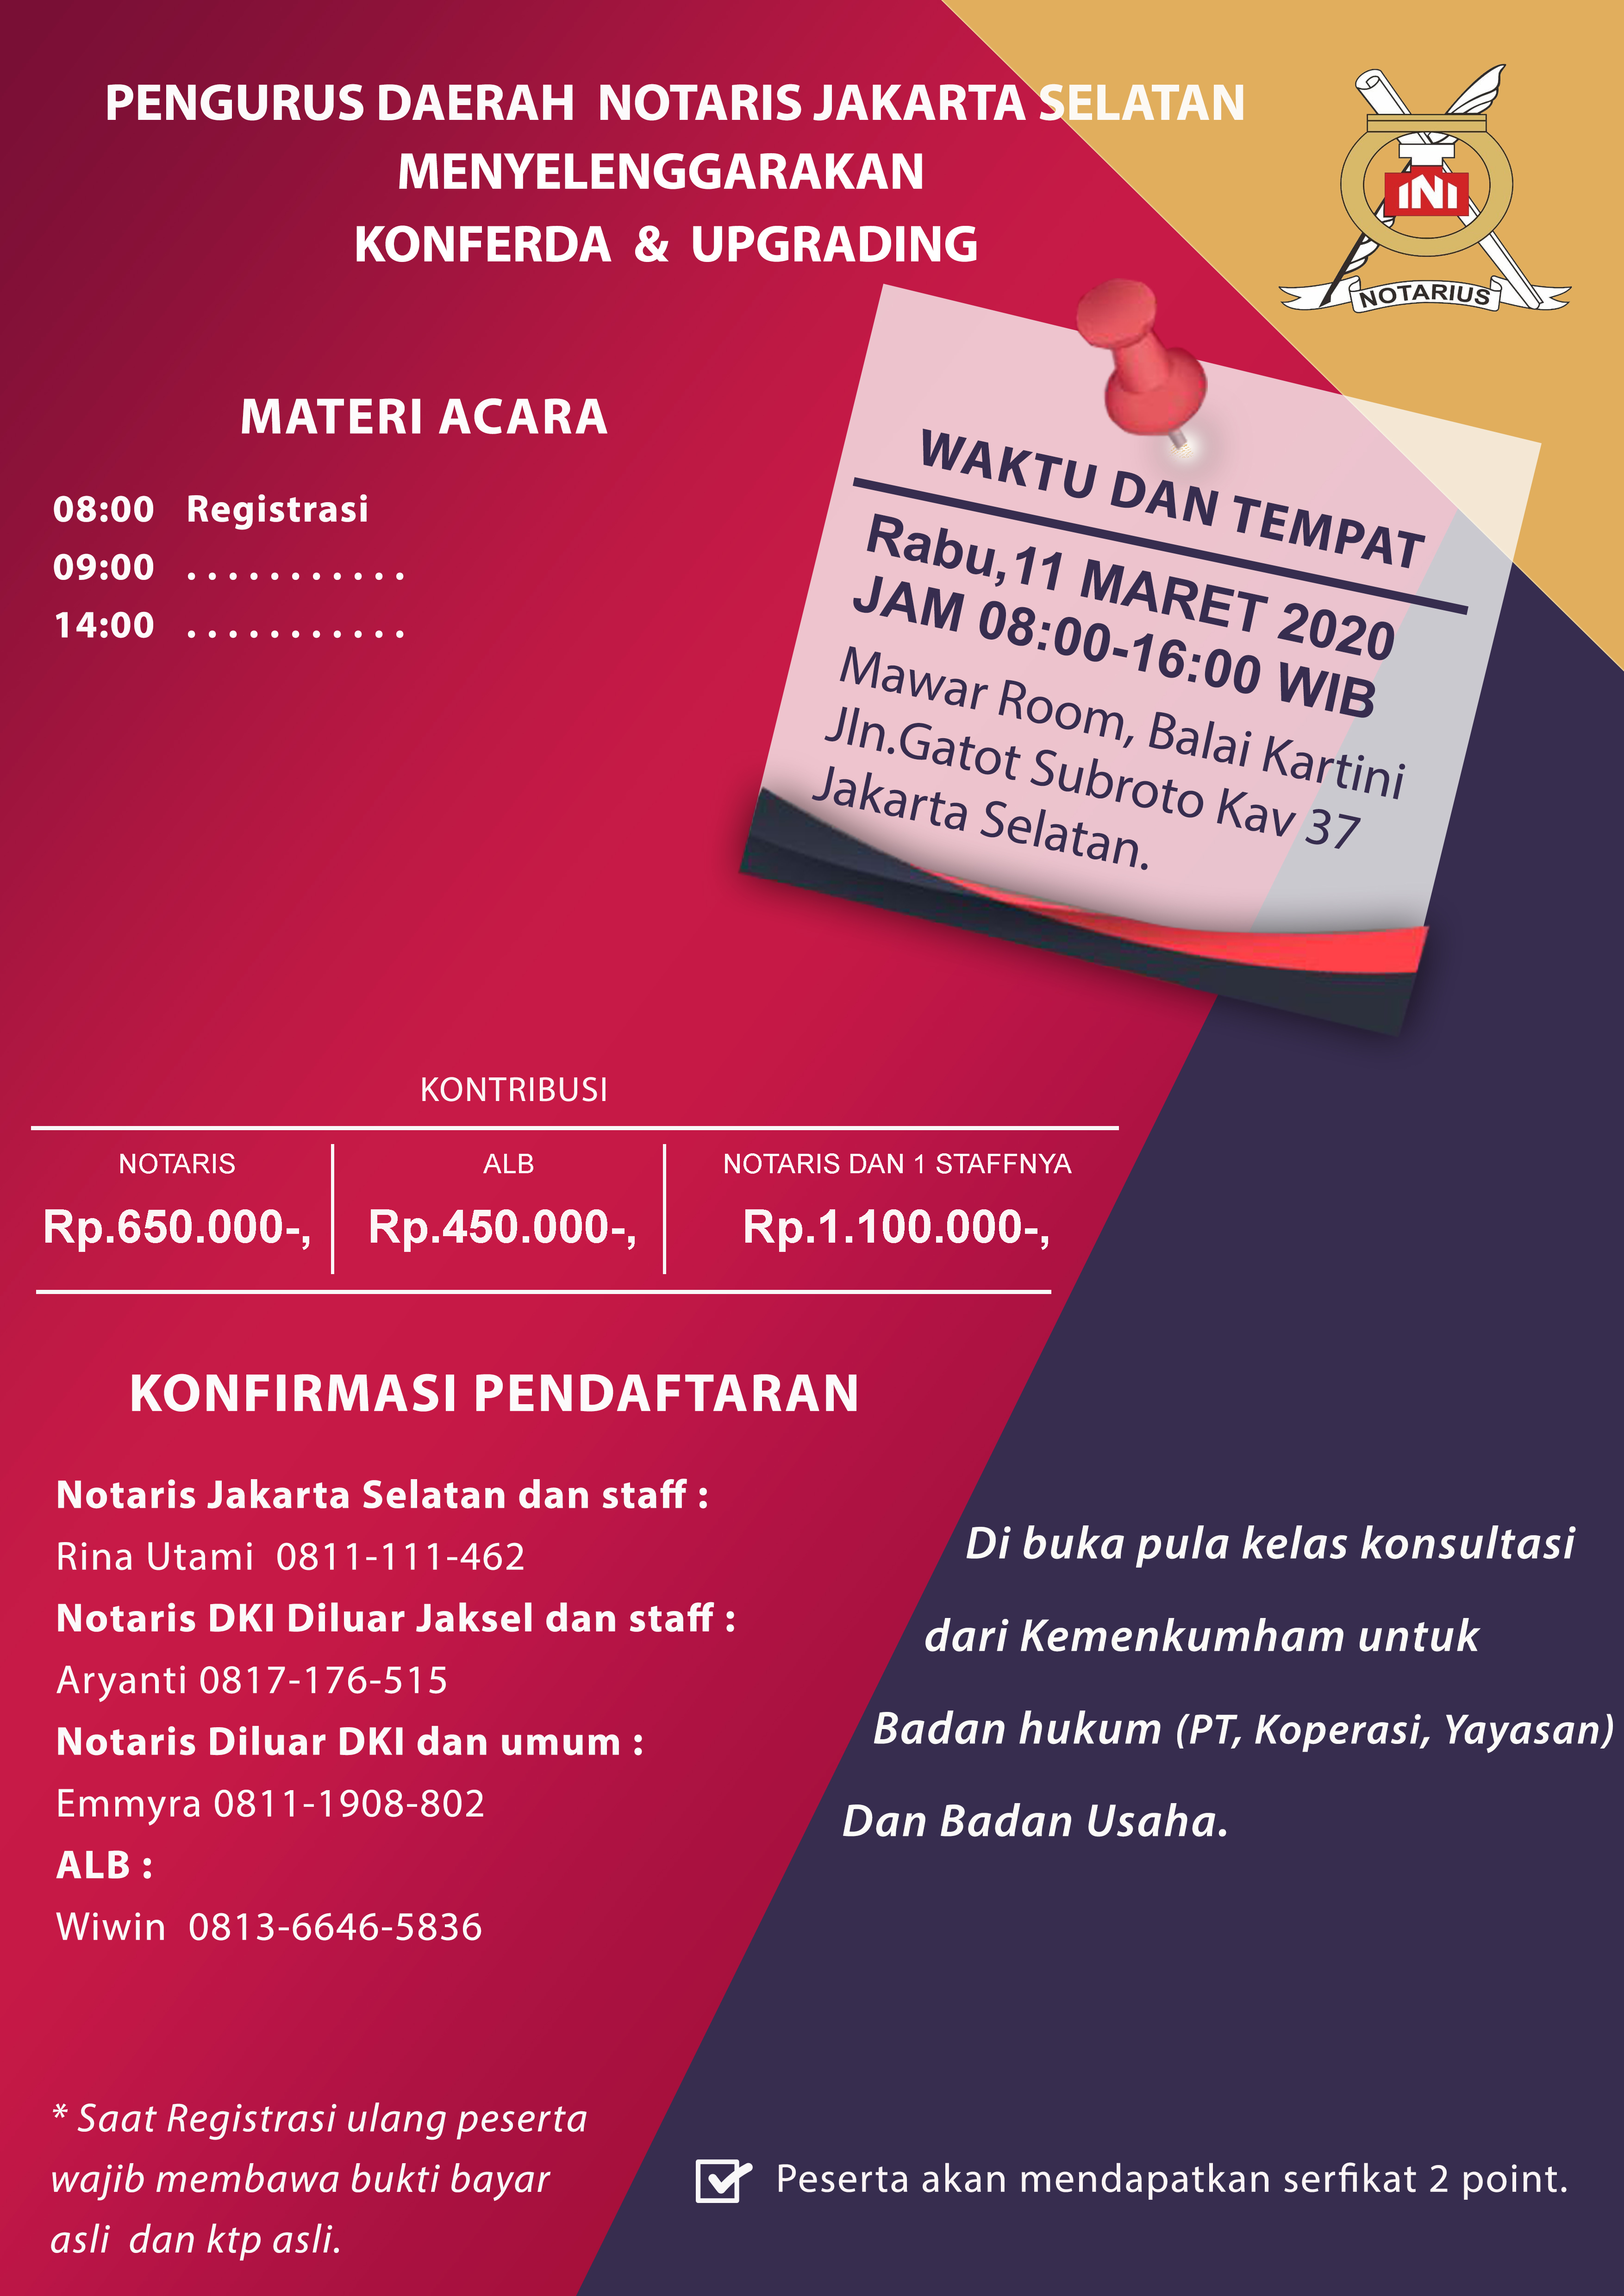 PENGURUS DAERAH  NOTARIS JAKARTA SELATAN
MENYELENGGARAKAN
KONFERDA  &  UPGRADING
INI
NOTARIUS
MATERI ACARA
08:00   Registrasi
09:00   . . . . . . . . . . .
14:00   . . . . . . . . . . .
WAKTU DAN TEMPAT
Rabu,11 MARET 2020
JAM 08:00-16:00 WIB
Mawar Room, Balai Kartini
Jln.Gatot Subroto Kav 37
Jakarta Selatan.
KONTRIBUSI
NOTARIS
Rp.650.000-,
ALB
Rp.450.000-,
NOTARIS DAN 1 STAFFNYA
Rp.1.100.000-,
KONFIRMASI PENDAFTARAN
Notaris Jakarta Selatan dan staff :
Rina Utami  0811-111-462
Notaris DKI Diluar Jaksel dan staff :
Aryanti 0817-176-515
Notaris Diluar DKI dan umum :
Emmyra 0811-1908-802
ALB :
Wiwin  0813-6646-5836
Di buka pula kelas konsultasi
dari Kemenkumham untuk
Badan hukum (PT, Koperasi, Yayasan)
Dan Badan Usaha.
* Saat Registrasi ulang peserta
wajib membawa bukti bayar
asli  dan ktp asli.
Peserta akan mendapatkan serfikat 2 point.